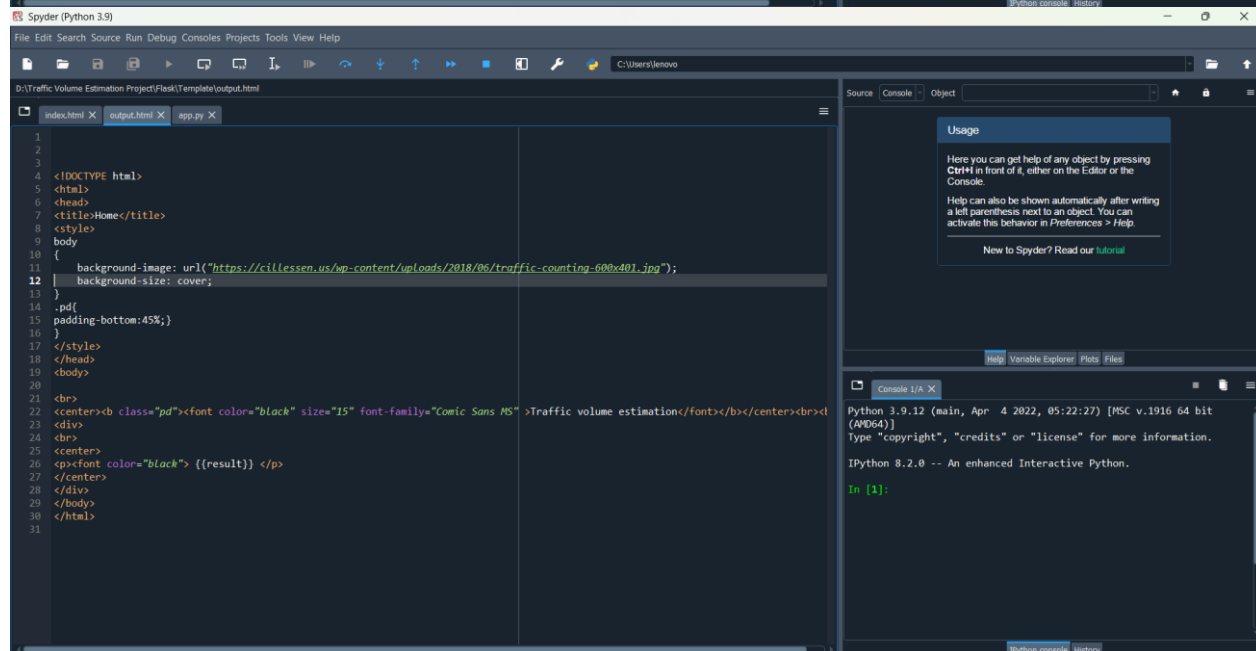 IPython console History
Spyder (Python 3.9)
File Edit Search Source Run Debug Consoles Projects Tools View Help
C:\Users\lenovo
D:\Traffic Volume Estimation Project\Flask\Template\output.html
index.html output.html app.py
1
2
3
4 <!DOCTYPE html>
5 <html>
6 <head>
7 <title>Home</title>
8 <style>
9 body
10 {
11 background-image: url("https://cillessen.us/wp-content/uploads/2018/06/traffic-counting-600x401.jpg");
12 background-size: cover;
13 }
14 .pd{
15 padding-bottom:45%;}
16 }
17 </style>
18 </head>
19 <body>
20
21 <br>
22 <center><b class="pd"><font color="black" size="15" font-family="Comic Sans MS" >Traffic volume estimation</font></b></center><br><b
23 <div>
24 <br>
25 <center>
26 <p><font color="black"> {{result}} </p>
27 </center>
28 </div>
29 </body>
30 </html>
31
Source Console Object
Usage
Here you can get help of any object by pressing
Ctrl+I in front of it, either on the Editor or the
Console.
Help can also be shown automatically after writing
a left parenthesis next to an object. You can
activate this behavior in Preferences > Help.
New to Spyder? Read our tutorial
Help Variable Explorer Plots Files
Console 1/A
Python 3.9.12 (main, Apr 4 2022, 05:22:27) [MSC v.1916 64 bit
(AMD64)]
Type "copyright", "credits" or "license" for more information.
IPython 8.2.0 -- An enhanced Interactive Python.
In [1]:
IPython console History